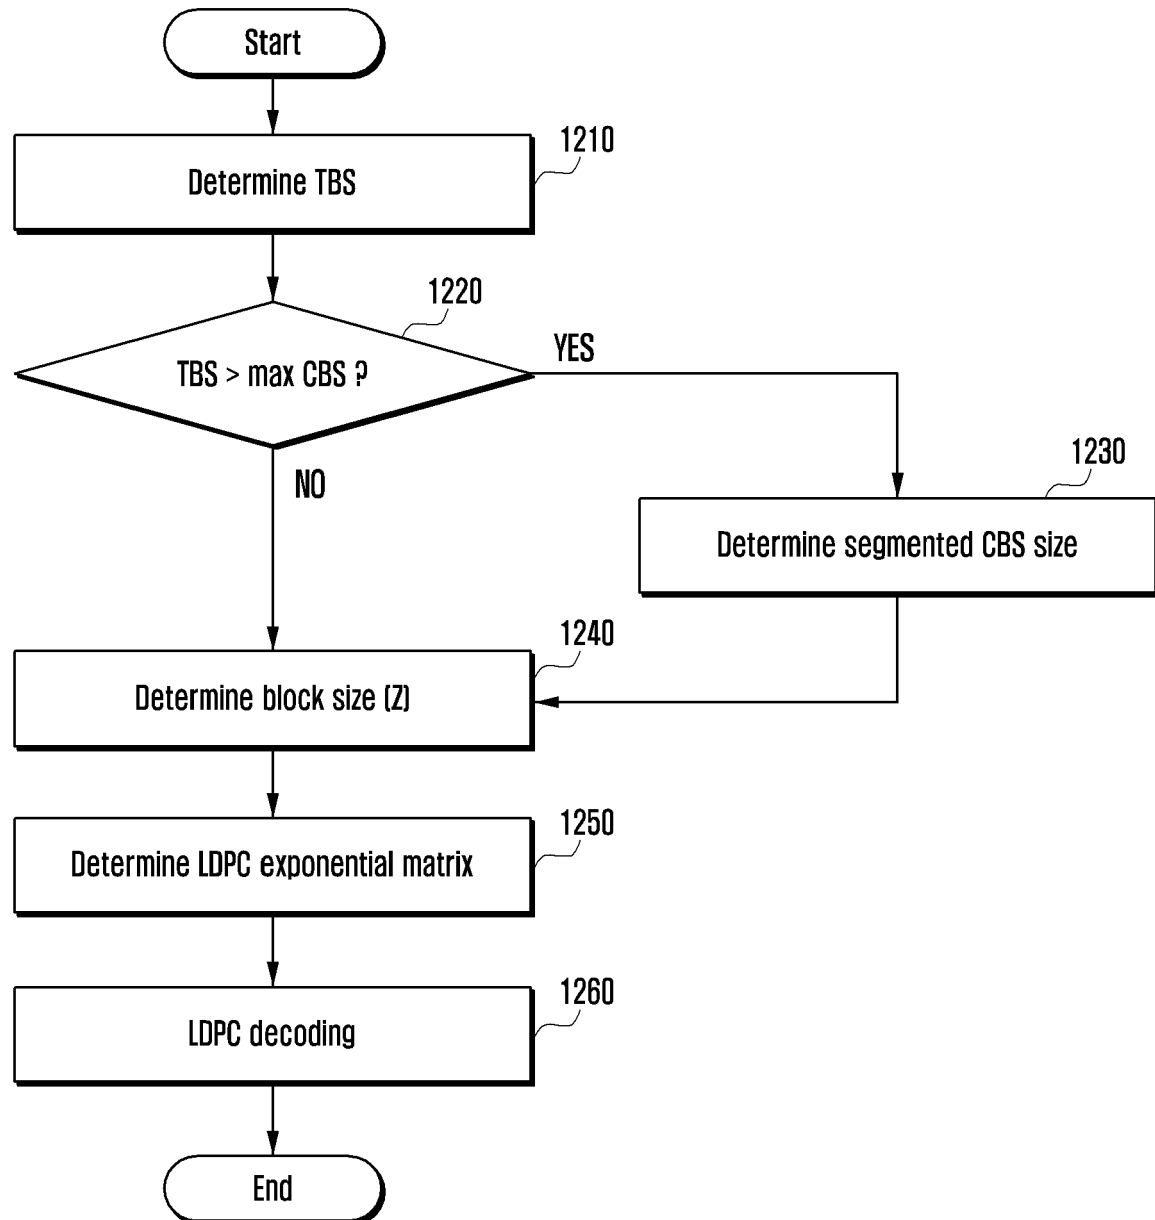 Start
1210
Determine TBS
1220
TBS > max CBS ?
YES
NO
1230
Determine segmented CBS size
1240
Determine block size (Z)
1250
Determine LDPC exponential matrix
1260
LDPC decoding
End